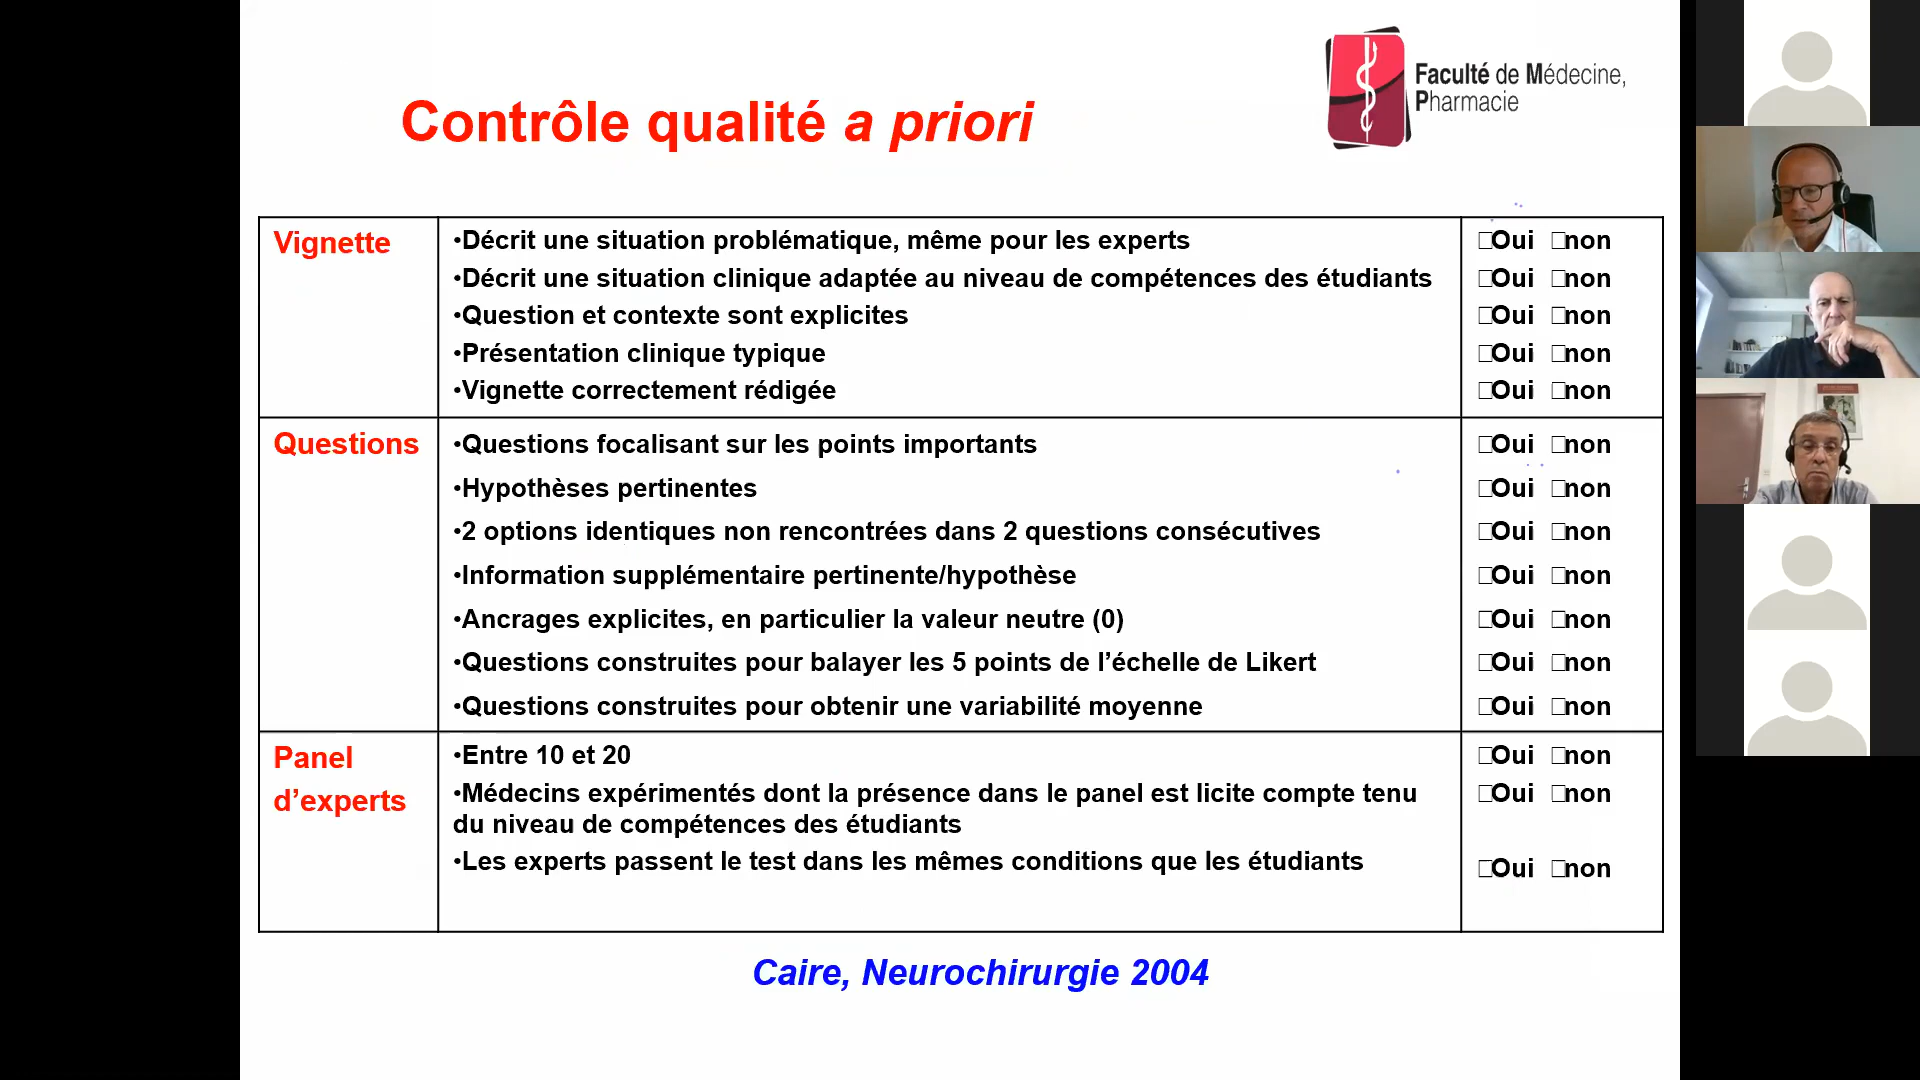 Faculté de Médecine,
Pharmacie
Contrôle qualité a priori
Vignette
•Décrit une situation problématique, même pour les experts □Oui □non
•Décrit une situation clinique adaptée au niveau de compétences des étudiants □Oui □non
•Question et contexte sont explicites □Oui □non
•Présentation clinique typique □Oui □non
•Vignette correctement rédigée □Oui □non
Questions
•Questions focalisant sur les points importants □Oui □non
•Hypothèses pertinentes □Oui □non
•2 options identiques non rencontrées dans 2 questions consécutives □Oui □non
•Information supplémentaire pertinente/hypothèse □Oui □non
•Ancrages explicites, en particulier la valeur neutre (0) □Oui □non
•Questions construites pour balayer les 5 points de l’échelle de Likert □Oui □non
•Questions construites pour obtenir une variabilité moyenne □Oui □non
Panel
d’experts
•Entre 10 et 20 □Oui □non
•Médecins expérimentés dont la présence dans le panel est licite compte tenu □Oui □non
du niveau de compétences des étudiants
•Les experts passent le test dans les mêmes conditions que les étudiants □Oui □non
Caire, Neurochirurgie 2004